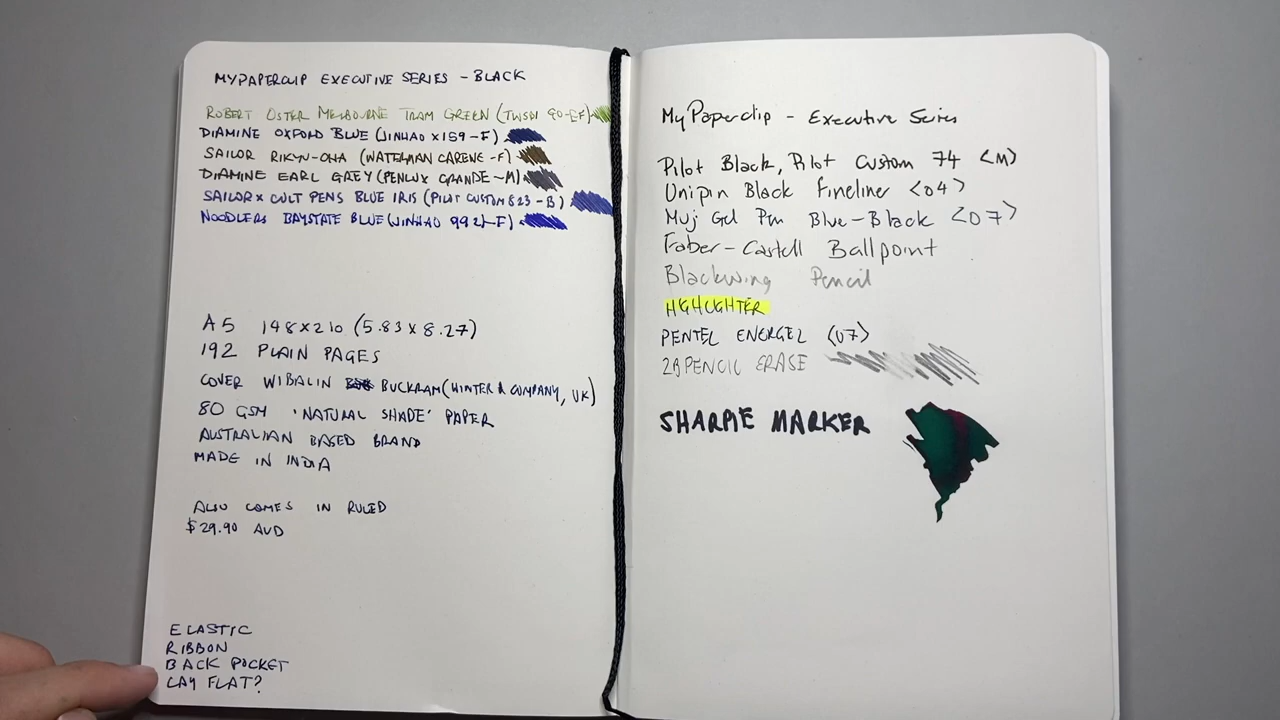 MYPAPERCLIP EXECUTIVE SERIES - BLACK
ROBERT OSTER MELBOURNE TRAM GREEN (TWSBI 90-EF)
DIAMINE OXFORD BLUE (JINHAO X159-F)
SAILOR RIKYU-CHA (WATERMAN CARENE-F)
DIAMINE EARL GREY (PENLUX GRANDE-M)
SAILOR x CULT PENS BLUE IRIS (PILOT CUSTOM 823-B)
NOODLERS BAYSTATE BLUE (JINHAO 992-F)
A5 148x210 (5.83 x 8.27)
192 PLAIN PAGES
COVER WIBALIN BUCKRAM (WINTER & COMPANY, UK)
80 GSM 'NATURAL SHADE' PAPER
AUSTRALIAN BASED BRAND
MADE IN INDIA
ALSO COMES IN RULED
$29.90 AUD
ELASTIC
RIBBON
BACK POCKET
LAY FLAT?
MyPaperclip - Executive Series
Pilot Black, Pilot Custom 74 <M>
Unipin Black Fineliner <04>
Muj Gel Pen Blue-Black <07>
Faber-Castell Ballpoint
Blackwing Pencil
HIGHLIGHTER
PENTEL ENERGEL <07>
2B PENCIL ERASE
SHARPIE MARKER